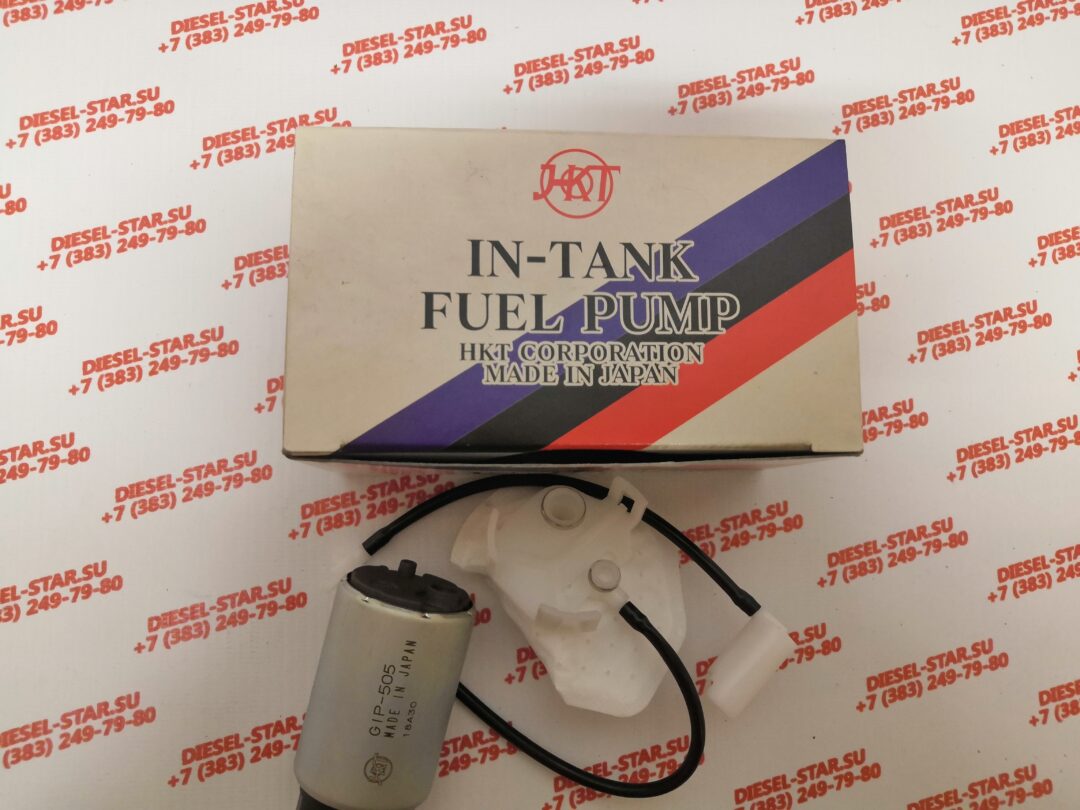 DIESEL-STAR.SU
+7 (383) 249-79-80
HKT
IN-TANK
FUEL PUMP
HKT CORPORATION
MADE IN JAPAN
GIP-505
MADE IN JAPAN
18A30